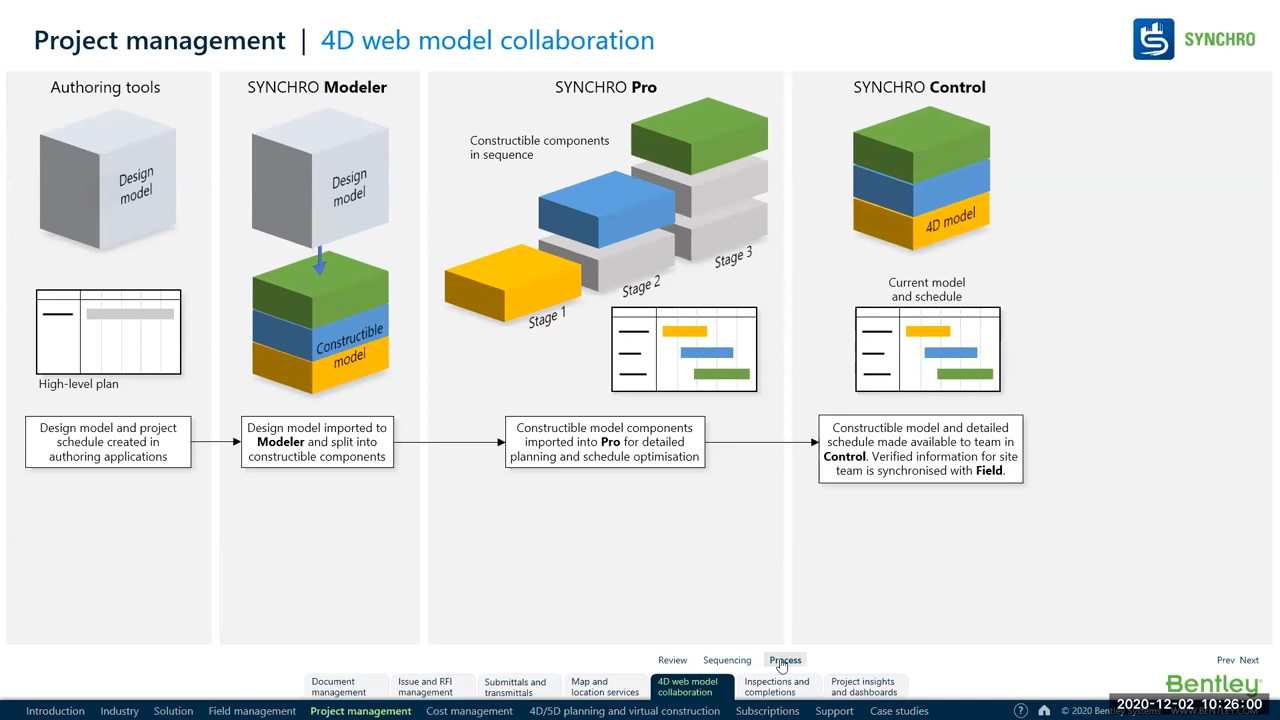 Project management | 4D web model collaboration
SYNCHRO
Authoring tools
Design
model
High-level plan
Design model and project
schedule created in
authoring applications
SYNCHRO Modeler
Design
model
Constructible
model
Design model imported to
Modeler and split into
constructible components
SYNCHRO Pro
Constructible components
in sequence
Stage 1
Stage 2
Stage 3
Constructible model components
imported into Pro for detailed
planning and schedule optimisation
SYNCHRO Control
4D model
Current model
and schedule
Constructible model and detailed
schedule made available to team in
Control. Verified information for site
team is synchronised with Field.
Review Sequencing Process
Prev Next
Document
management
Issue and RFI
management
Submittals and
transmittals
Map and
location services
4D web model
collaboration
Inspections and
completions
Project insights
and dashboards
Bentley
Introduction Industry Solution Field management Project management Cost management 4D/5D planning and virtual construction Subscriptions Support Case studies
? © 2020 Bentley Systems WWW.BENTLEY.COM
2020-12-02 10:26:00